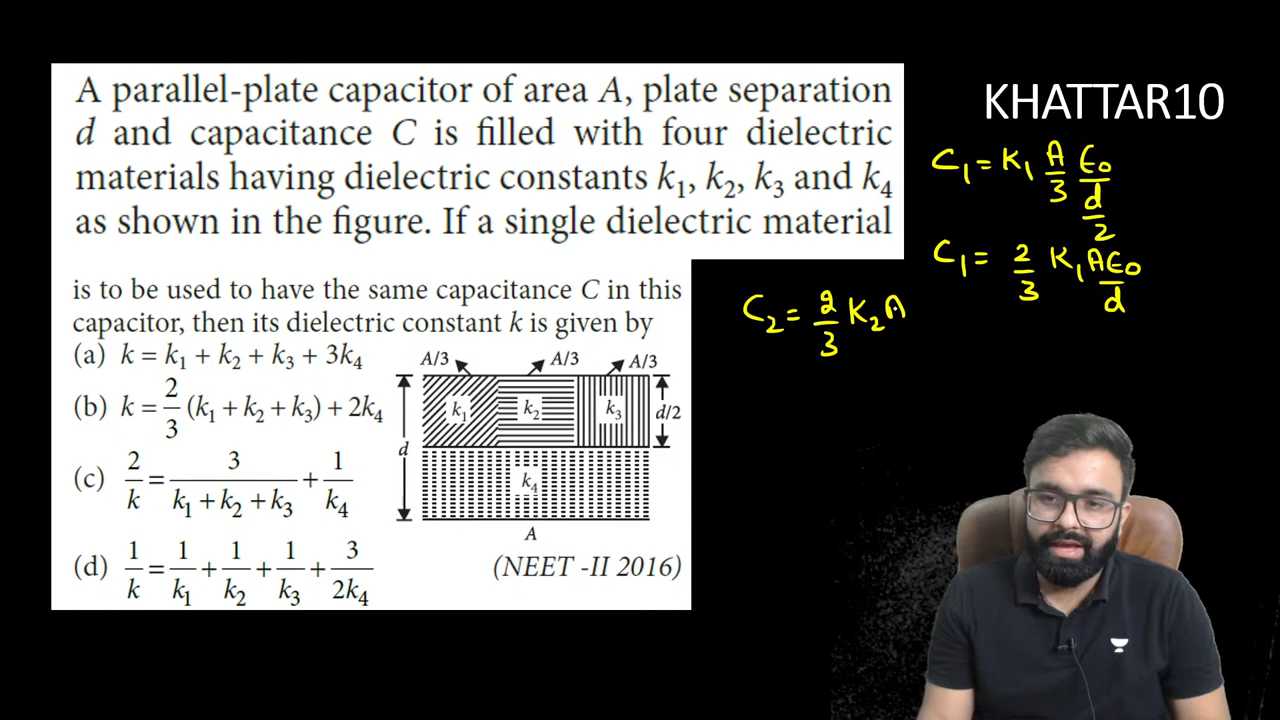 A parallel-plate capacitor of area A, plate separation
d and capacitance C is filled with four dielectric
materials having dielectric constants k₁, k₂, k₃ and k₄
as shown in the figure. If a single dielectric material
is to be used to have the same capacitance C in this
capacitor, then its dielectric constant k is given by
(a) k = k₁ + k₂ + k₃ + 3k₄
(b) k = 2/3 (k₁ + k₂ + k₃) + 2k₄
(c) 2/k = 3/(k₁ + k₂ + k₃) + 1/k₄
(d) 1/k = 1/k₁ + 1/k₂ + 1/k₃ + 3/2k₄
A/3 A/3 A/3
k₁ k₂ k₃ d/2
d
k₄
A
(NEET -II 2016)
KHATTAR10
C₁ = K₁ A/3 ϵ₀/(d/2)
C₁ = 2/3 K₁ Aϵ₀/d
C₂ = 2/3 K₂ A